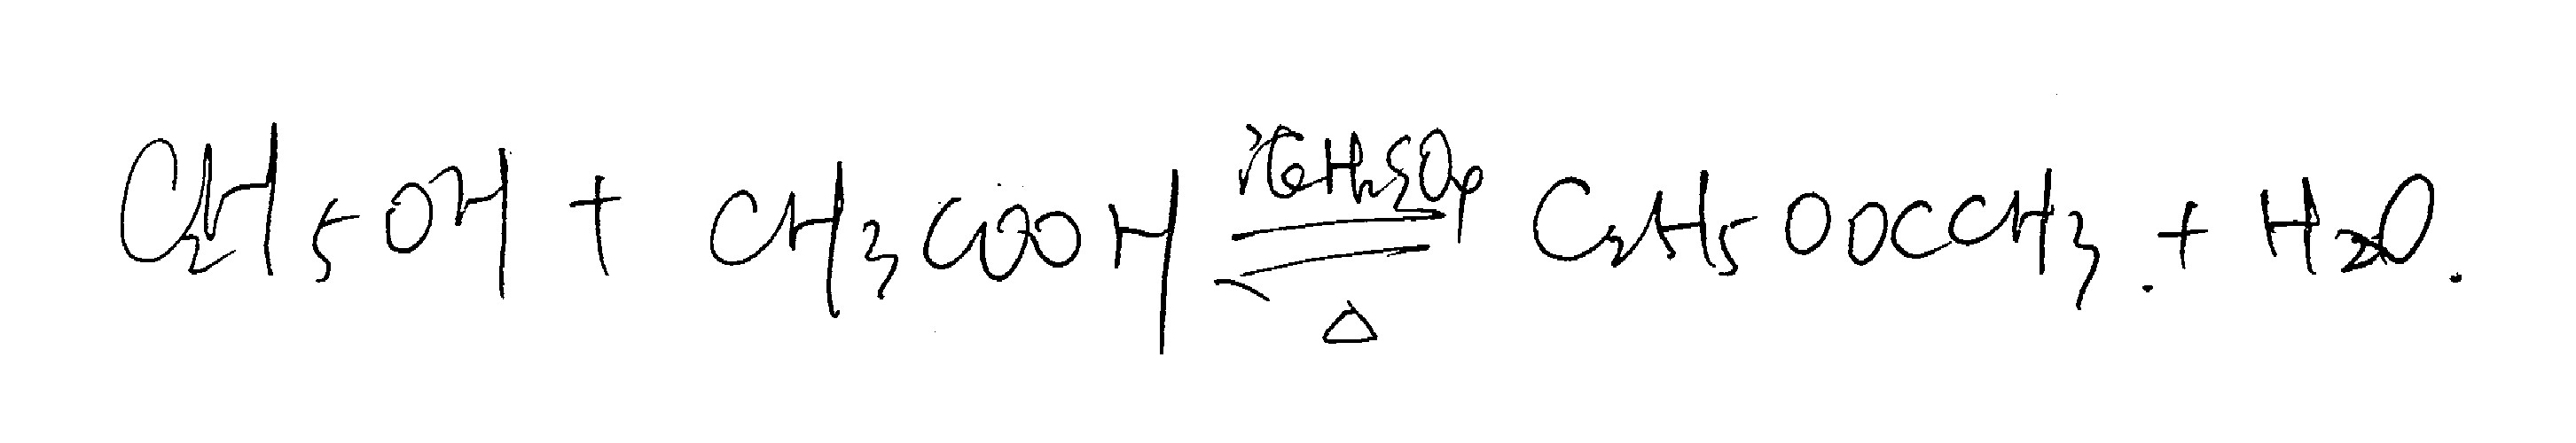 C₂H₅OH + CH₃COOH ⇌[浓H₂SO₄][△] C₂H₅OOCCH₃ + H₂O.